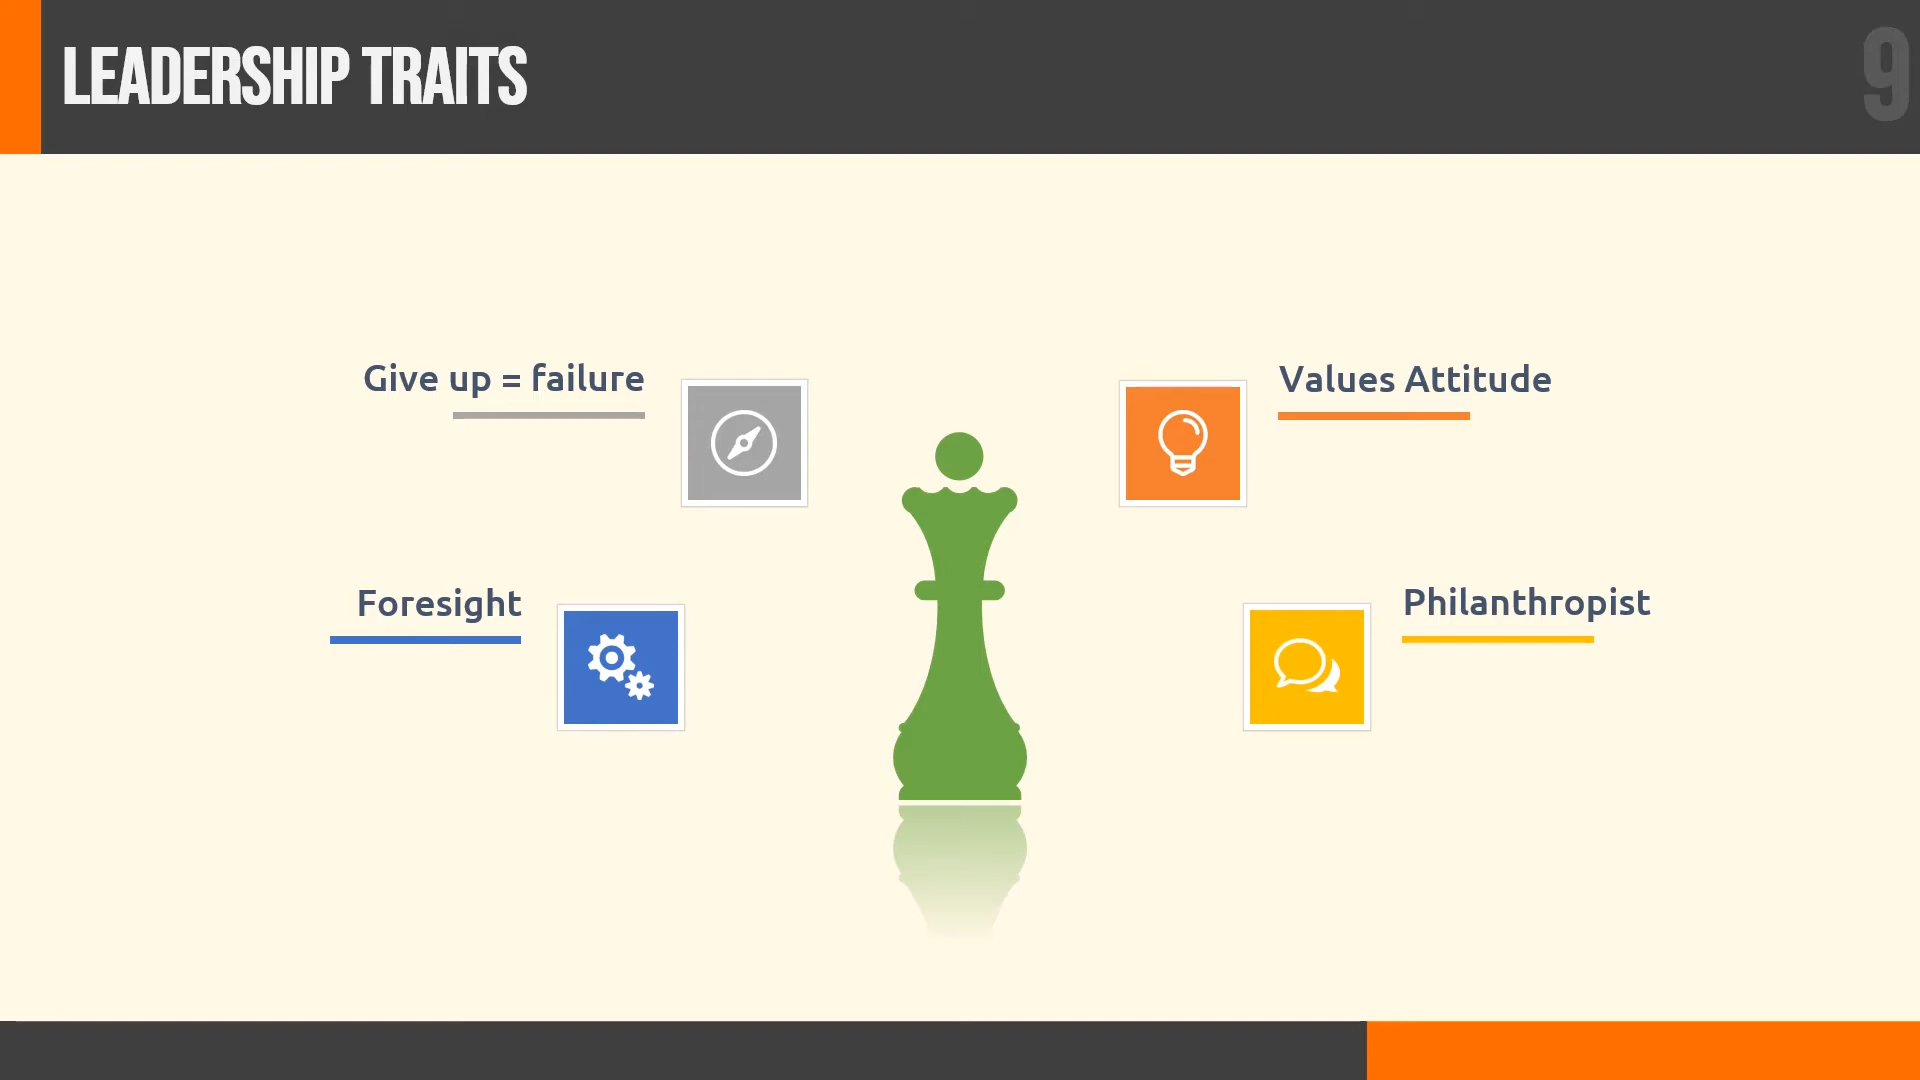 LEADERSHIP TRAITS
9
Give up = failure
Values Attitude
Foresight
Philanthropist